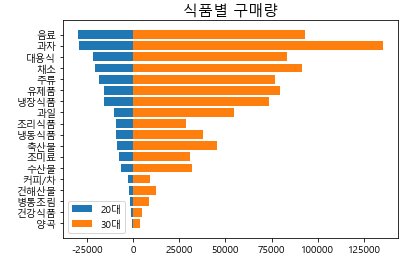 식품별 구매량
음료
과자
대용식
채소
주류
유제품
냉장식품
과일
조리식품
냉동식품
축산물
조미료
수산물
커피/차
건해산물
병통조림
건강식품
양곡
20대
30대
-25000 0 25000 50000 75000 100000 125000